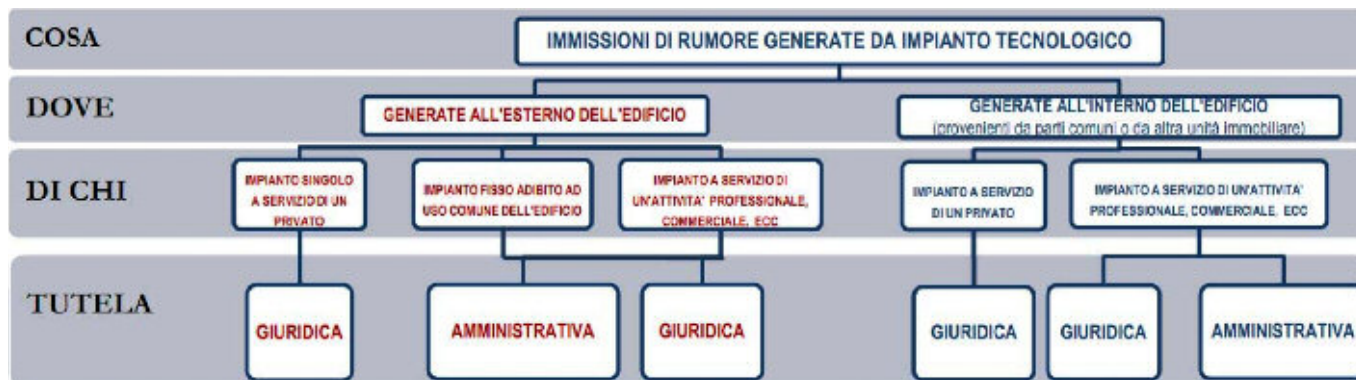 COSA
IMMISSIONI DI RUMORE GENERATE DA IMPIANTO TECNOLOGICO
DOVE
GENERATE ALL'ESTERNO DELL'EDIFICIO
GENERATE ALL'INTERNO DELL'EDIFICIO
(provenienti da parti comuni o da altra unità immobiliare)
DI CHI
IMPIANTO SINGOLO
A SERVIZIO DI UN
PRIVATO
IMPIANTO FISSO ADIBITO AD
USO COMUNE DELL'EDIFICIO
IMPIANTO A SERVIZIO DI
UN'ATTIVITA' PROFESSIONALE,
COMMERCIALE, ECC
IMPIANTO A SERVIZIO
DI UN PRIVATO
IMPIANTO A SERVIZIO DI UN'ATTIVITA'
PROFESSIONALE, COMMERCIALE, ECC
TUTELA
GIURIDICA
AMMINISTRATIVA
GIURIDICA
GIURIDICA
GIURIDICA
AMMINISTRATIVA